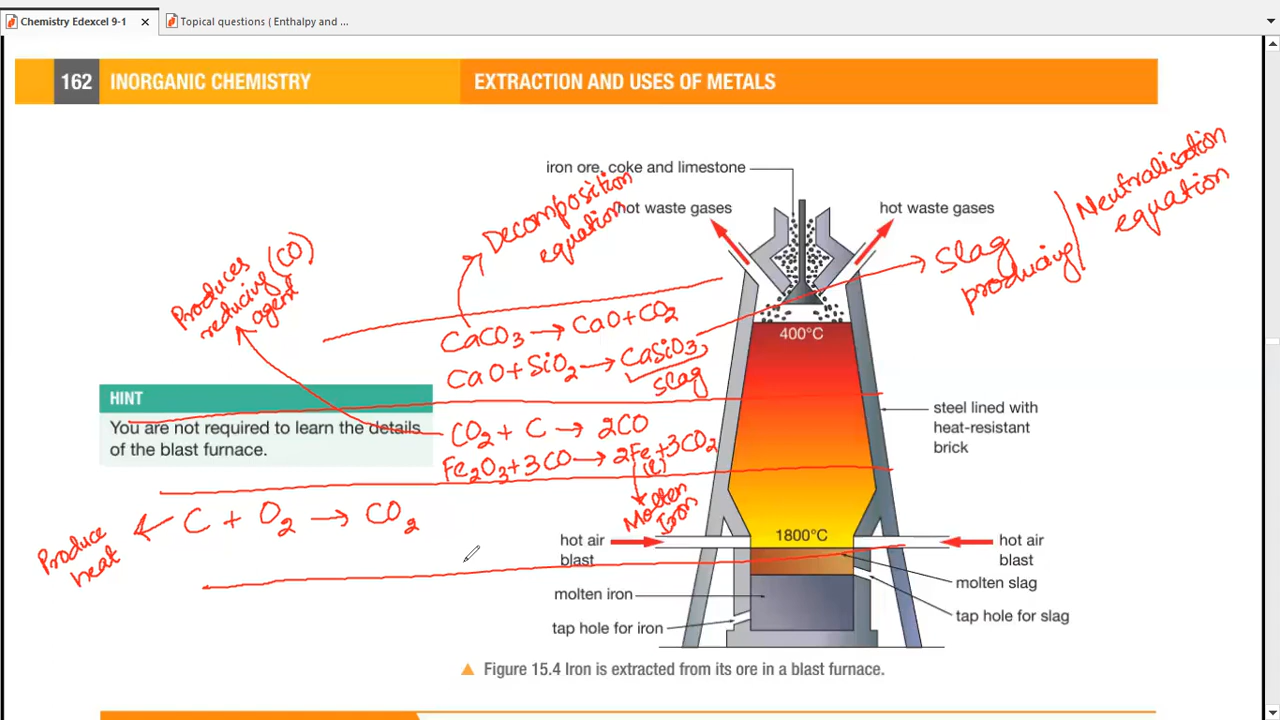 Chemistry Edexcel 9-1
Topical questions ( Enthalpy and ...
162 INORGANIC CHEMISTRY
EXTRACTION AND USES OF METALS
iron ore, coke and limestone
hot waste gases
hot waste gases
Decomposition
equation
Slag
producing
Neutralisation
equation
Produces
reducing (CO)
agent
CaCO₃ → CaO + CO₂
CaO + SiO₂ → CaSiO₃
slag
400°C
HINT
You are not required to learn the details
of the blast furnace.
steel lined with
heat-resistant
brick
CO₂ + C → 2CO
Fe₂O₃ + 3CO → 2Fe + 3CO₂
(l)
Molten
Iron
Produce
heat
C + O₂ → CO₂
1800°C
hot air
blast
hot air
blast
molten iron
molten slag
tap hole for iron
tap hole for slag
Figure 15.4 Iron is extracted from its ore in a blast furnace.